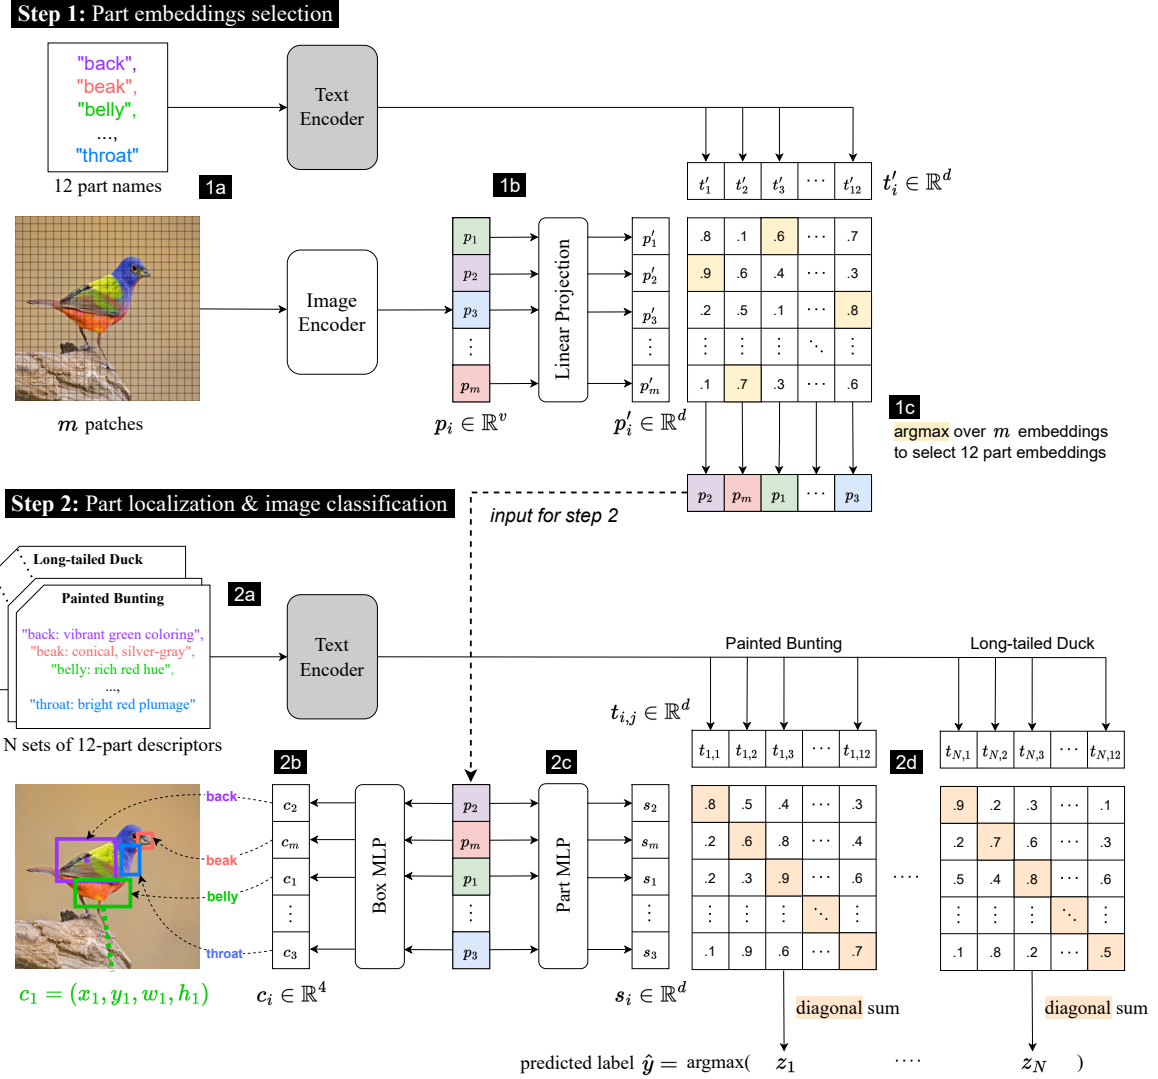 Step 1: Part embeddings selection
"back",
"beak",
"belly",
...,
"throat"
12 part names
Text
Encoder
1a
1b
t′1 t′2 t′3 ⋯ t′12
t′i ∈ ℝ^d
m patches
Image
Encoder
p1
p2
p3
⋮
pm
pi ∈ ℝ^v
Linear Projection
p′1
p′2
p′3
⋮
p′m
p′i ∈ ℝ^d
.8 .1 .6 ⋯ .7
.9 .6 .4 ⋯ .3
.2 .5 .1 ⋯ .8
⋮ ⋮ ⋮ ⋱ ⋮
.1 .7 .3 ⋯ .6
1c
argmax over m embeddings
to select 12 part embeddings
p2 pm p1 ⋯ p3
input for step 2
Step 2: Part localization & image classification
Long-tailed Duck
Painted Bunting
"back: vibrant green coloring",
"beak: conical, silver-gray",
"belly: rich red hue",
...,
"throat: bright red plumage"
N sets of 12-part descriptors
2a
Text
Encoder
Painted Bunting
Long-tailed Duck
ti,j ∈ ℝ^d
t1,1 t1,2 t1,3 ⋯ t1,12
2d
tN,1 tN,2 tN,3 ⋯ tN,12
back
beak
belly
throat
c1 = (x1, y1, w1, h1)
2b
c2
cm
c1
⋮
c3
ci ∈ ℝ^4
Box MLP
p2
pm
p1
⋮
p3
2c
Part MLP
s2
sm
s1
⋮
s3
si ∈ ℝ^d
.8 .5 .4 ⋯ .3
.2 .6 .8 ⋯ .4
.2 .3 .9 ⋯ .6
⋮ ⋮ ⋮ ⋱ ⋮
.1 .9 .6 ⋯ .7
....
.9 .2 .3 ⋯ .1
.2 .7 .6 ⋯ .3
.5 .4 .8 ⋯ .6
⋮ ⋮ ⋮ ⋱ ⋮
.1 .8 .2 ⋯ .5
diagonal sum
diagonal sum
predicted label ŷ = argmax( z1 .... zN )